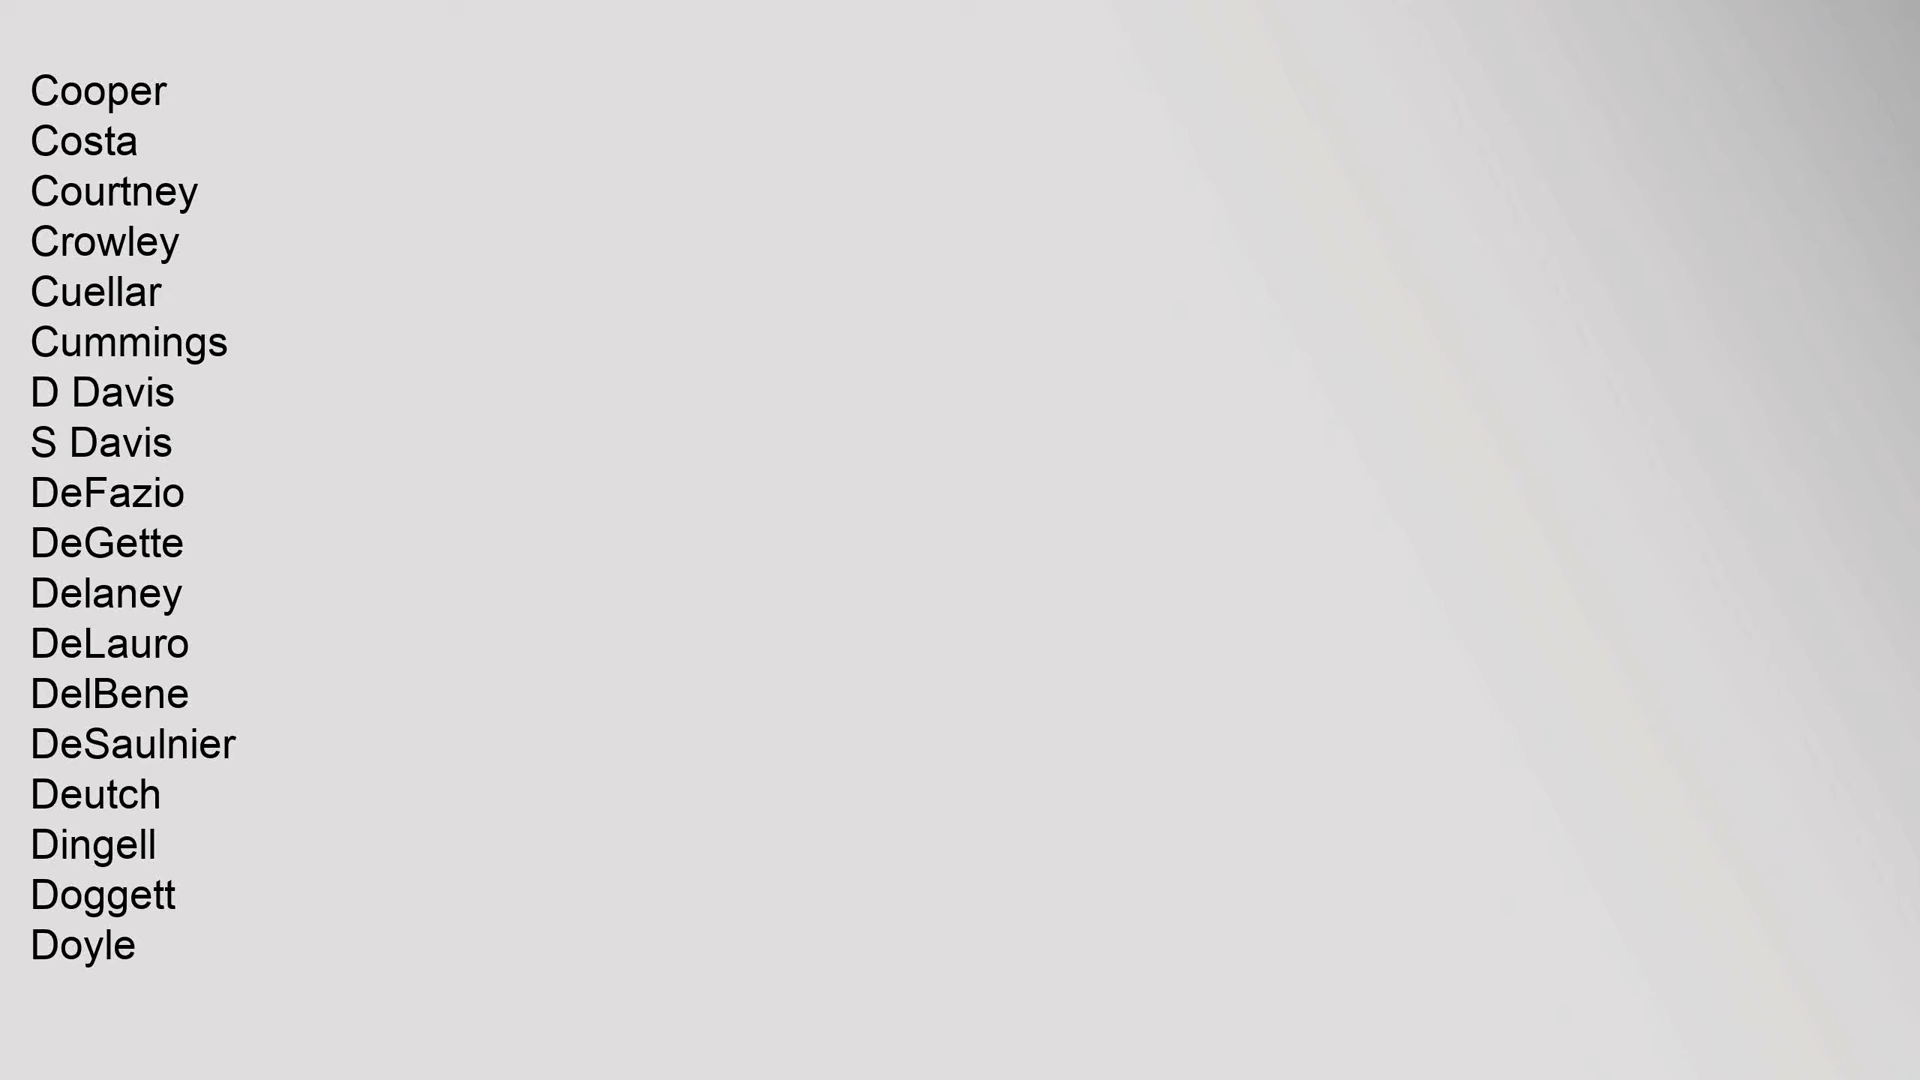 Cooper
Costa
Courtney
Crowley
Cuellar
Cummings
D Davis
S Davis
DeFazio
DeGette
Delaney
DeLauro
DelBene
DeSaulnier
Deutch
Dingell
Doggett
Doyle